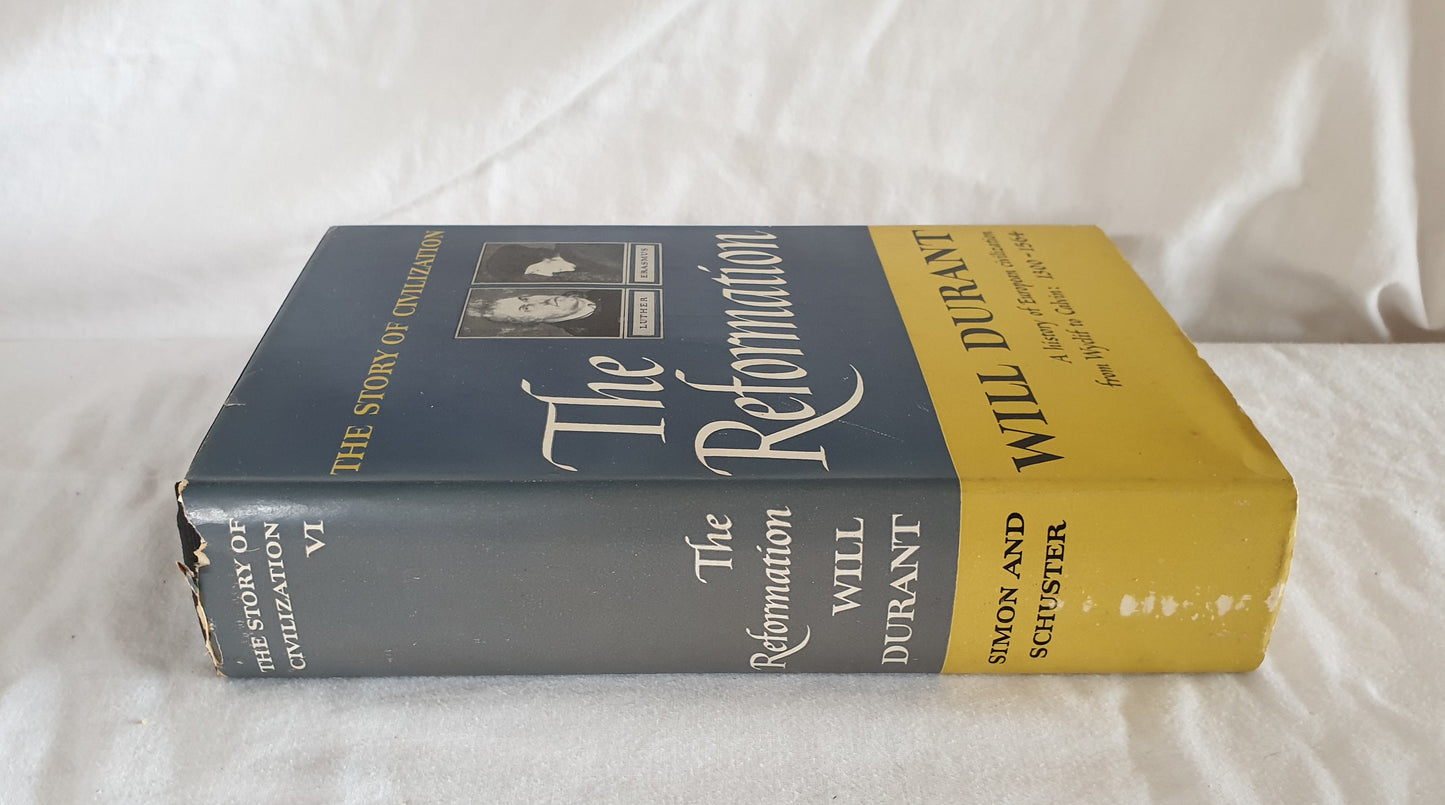 THE STORY OF CIVILIZATION
ERASMUS
LUTHER
The
Reformation
WILL DURANT
A history of European civilization
from Wyclif to Calvin: 1300-1564
THE STORY OF
CIVILIZATION
VI
The
Reformation
WILL
DURANT
SIMON AND
SCHUSTER